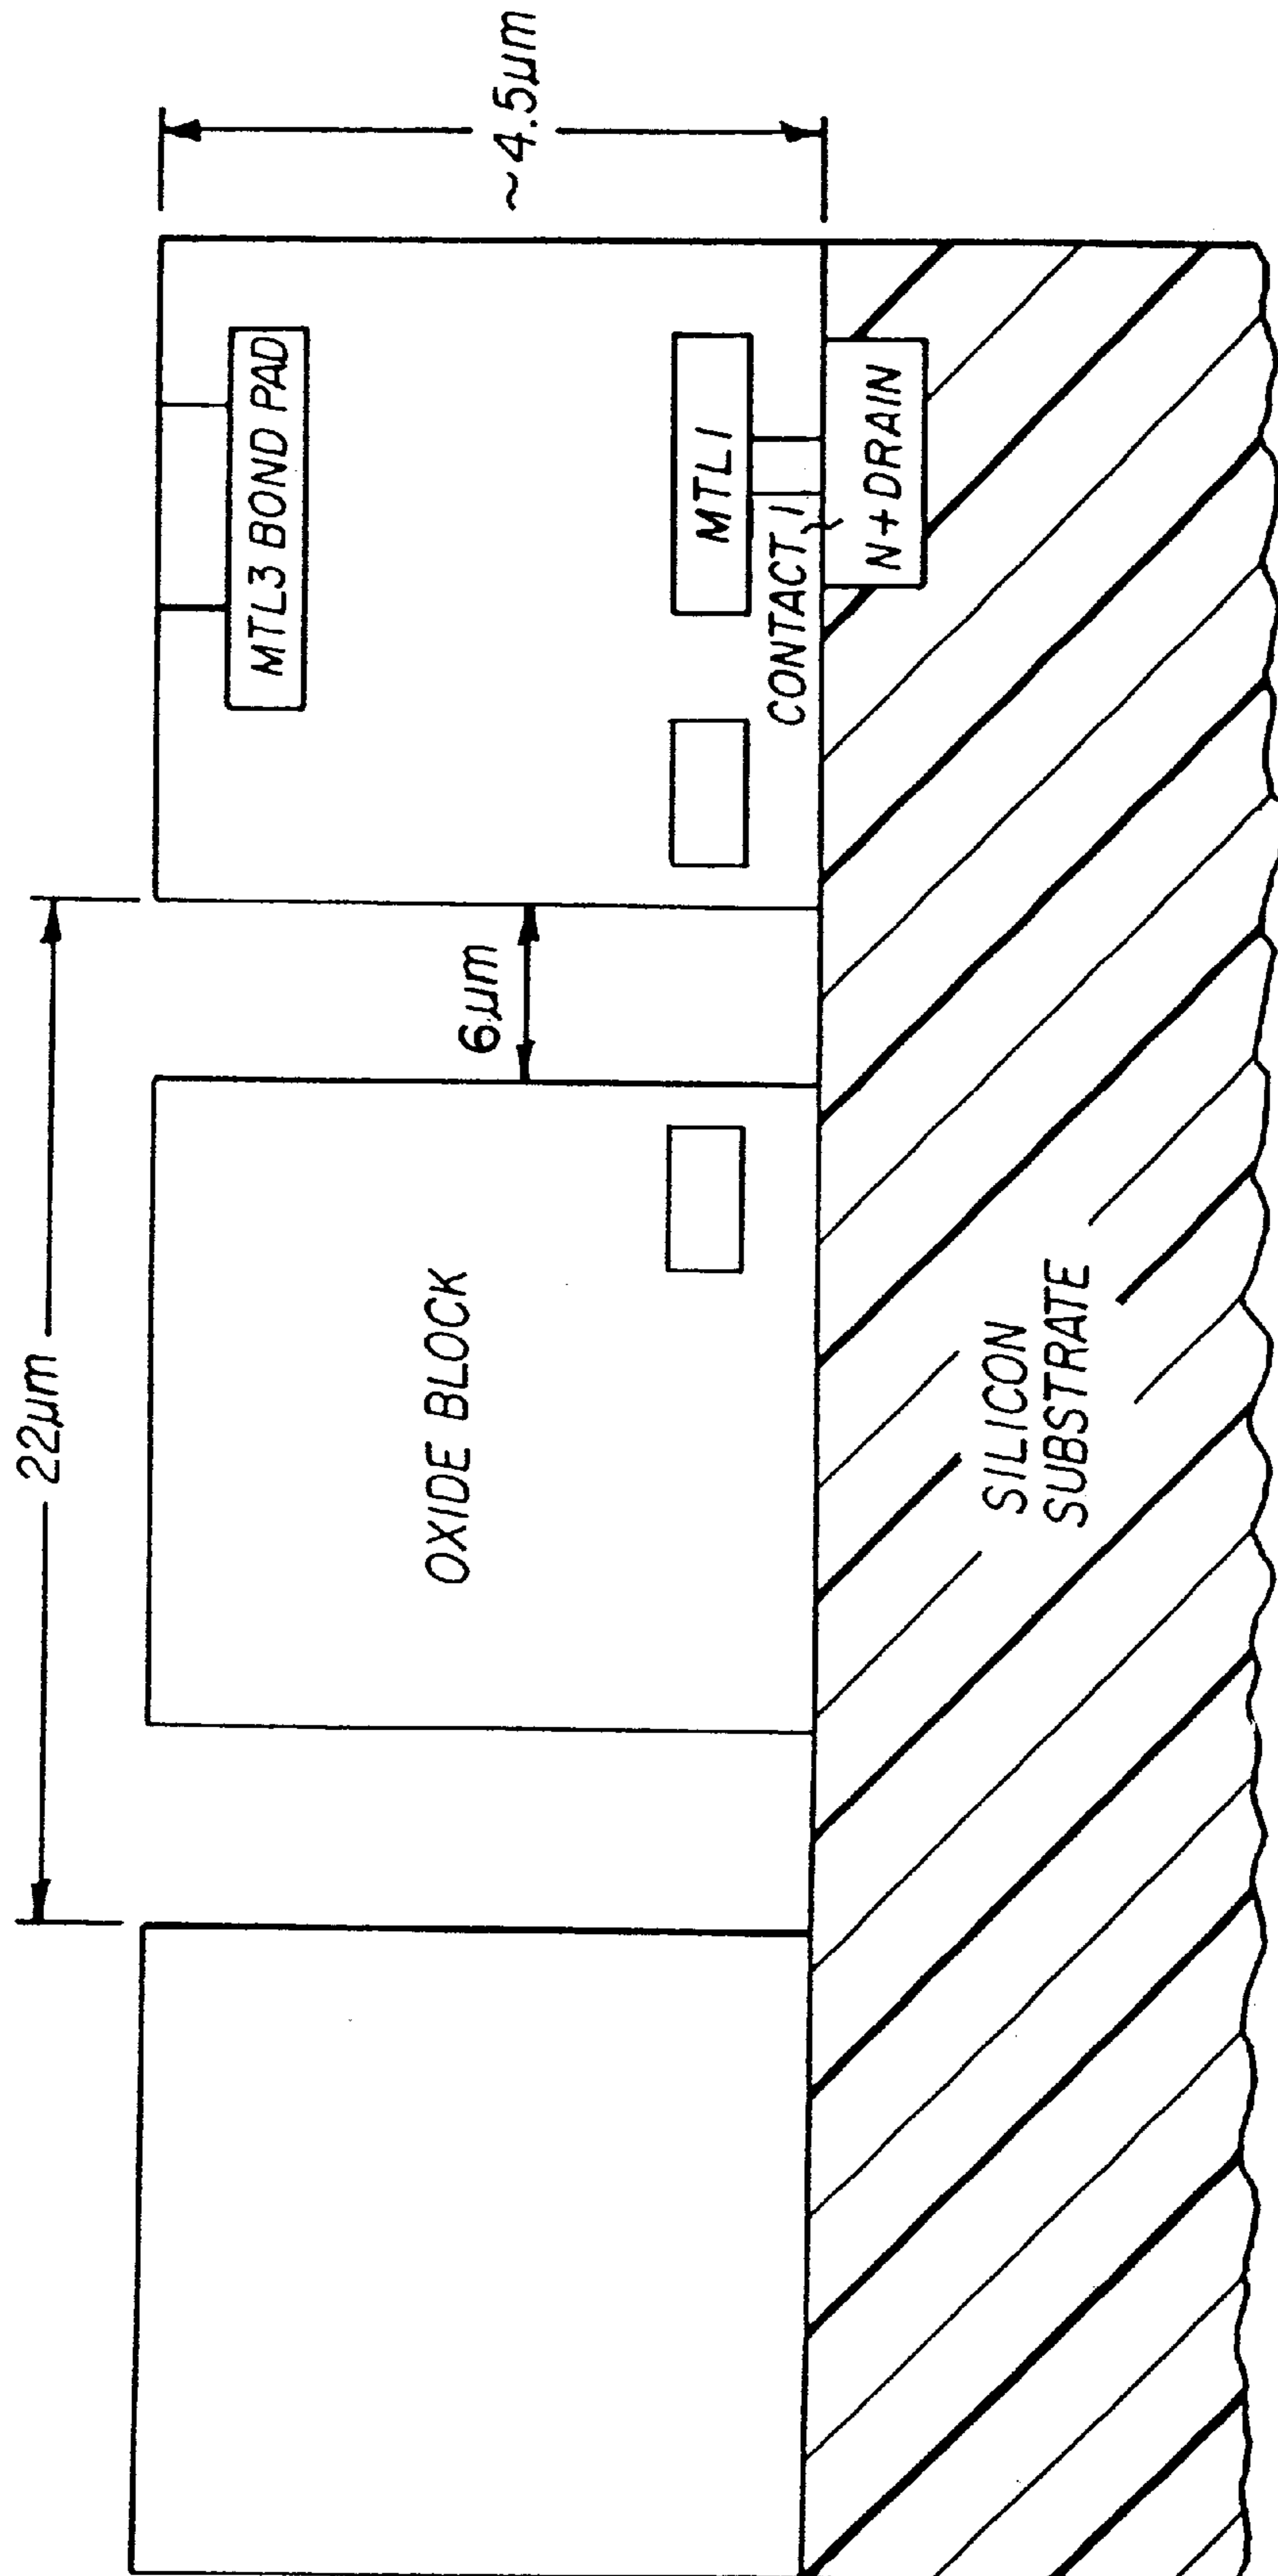 22µm
~4.5µm
MTL3 BOND PAD
6µm
OXIDE BLOCK
MTL1
CONTACT 1
N+DRAIN
SILICON
SUBSTRATE